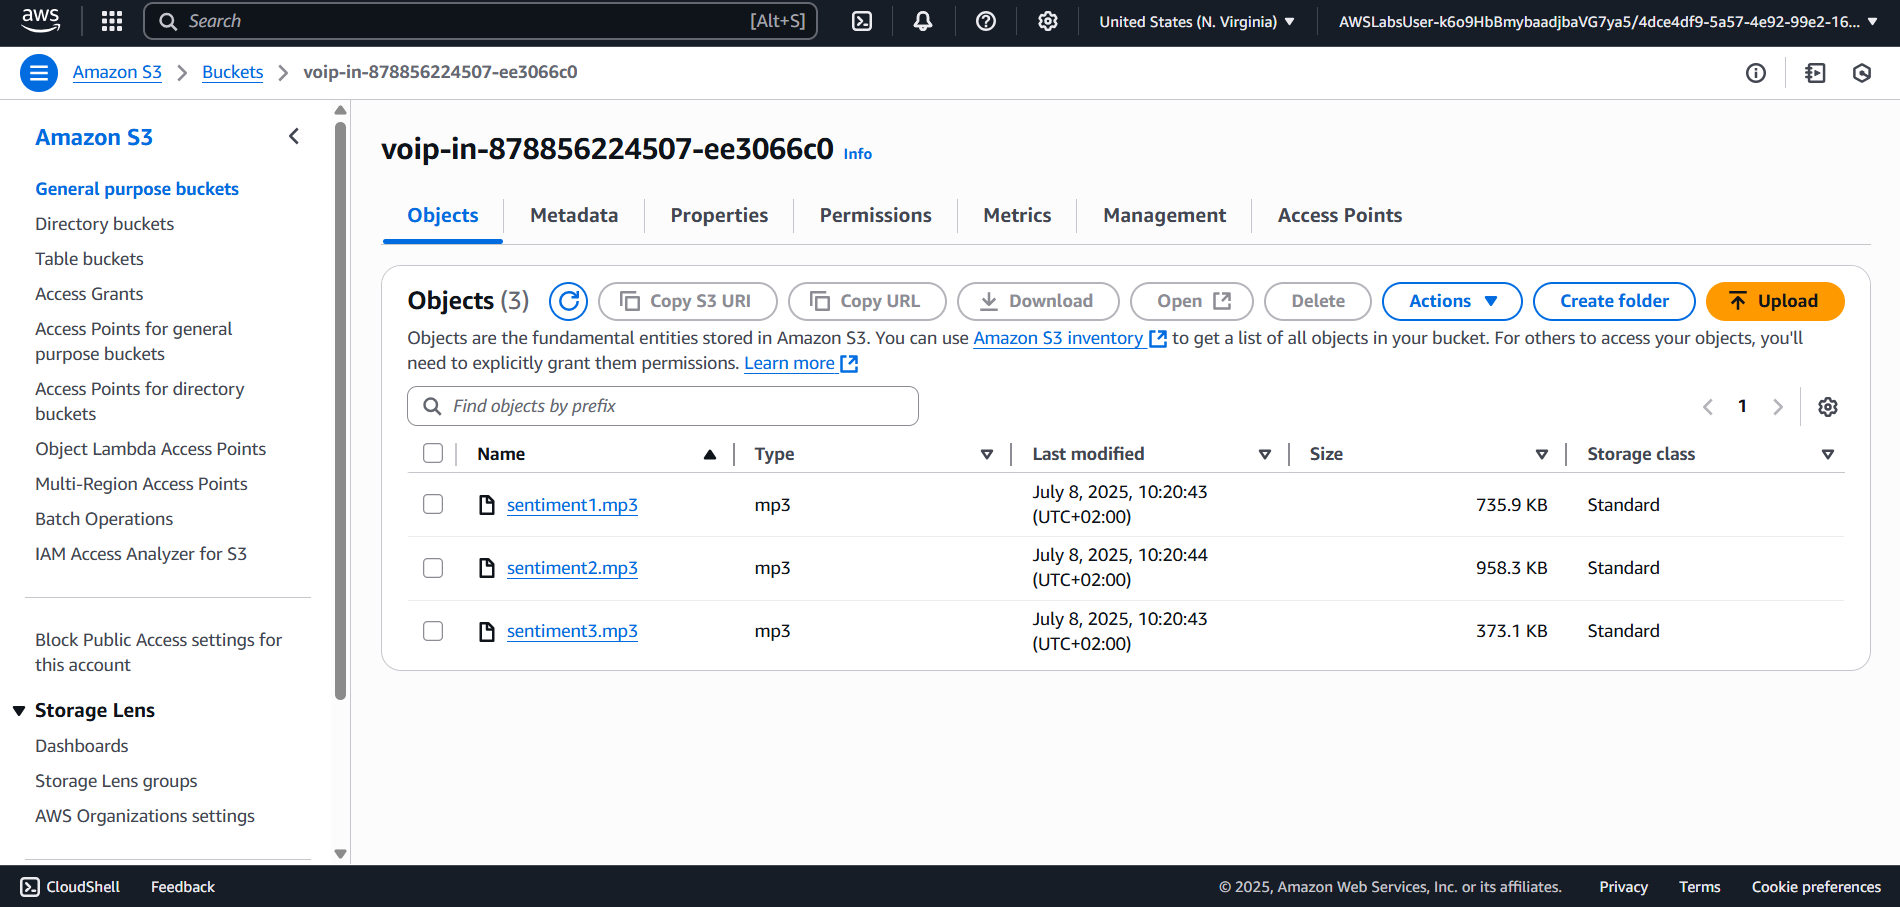 aws
Search
[Alt+S]
United States (N. Virginia)
AWSLabsUser-k6o9HbBmybaadjbaVG7ya5/4dce4df9-5a57-4e92-99e2-16...
Amazon S3
Buckets
voip-in-878856224507-ee3066c0
Amazon S3
General purpose buckets
Directory buckets
Table buckets
Access Grants
Access Points for general
purpose buckets
Access Points for directory
buckets
Object Lambda Access Points
Multi-Region Access Points
Batch Operations
IAM Access Analyzer for S3
Block Public Access settings for
this account
Storage Lens
Dashboards
Storage Lens groups
AWS Organizations settings
voip-in-878856224507-ee3066c0 Info
Objects
Metadata
Properties
Permissions
Metrics
Management
Access Points
Objects (3)
Copy S3 URI
Copy URL
Download
Open
Delete
Actions
Create folder
Upload
Objects are the fundamental entities stored in Amazon S3. You can use Amazon S3 inventory to get a list of all objects in your bucket. For others to access your objects, you'll
need to explicitly grant them permissions. Learn more
Find objects by prefix
1
Name
Type
Last modified
Size
Storage class
sentiment1.mp3
mp3
July 8, 2025, 10:20:43
(UTC+02:00)
735.9 KB
Standard
sentiment2.mp3
mp3
July 8, 2025, 10:20:44
(UTC+02:00)
958.3 KB
Standard
sentiment3.mp3
mp3
July 8, 2025, 10:20:43
(UTC+02:00)
373.1 KB
Standard
CloudShell
Feedback
© 2025, Amazon Web Services, Inc. or its affiliates.
Privacy
Terms
Cookie preferences